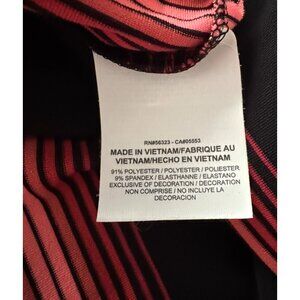 RN#56323 - CA#05553
MADE IN VIETNAM/FABRIQUE AU
VIETNAM/HECHO EN VIETNAM
91% POLYESTER / POLYESTER / POLIESTER
9% SPANDEX / ELASTHANNE / ELASTANO
EXCLUSIVE OF DECORATION / DECORATION
NON COMPRISE / NO INCLUYE LA
DECORACION